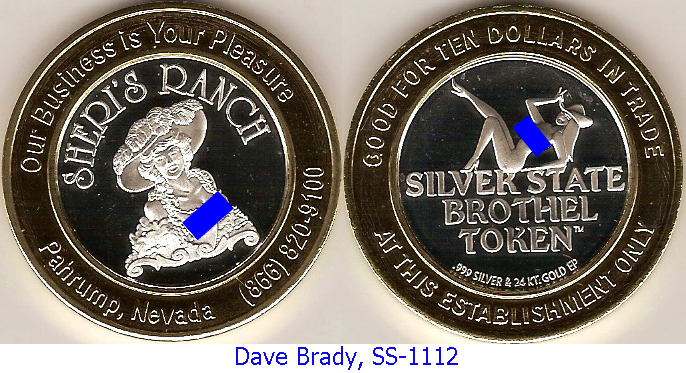 Our Business is Your Pleasure
SHERI'S RANCH
Pahrump, Nevada
(866) 820-9100
GOOD FOR TEN DOLLARS IN TRADE
SILVER STATE
BROTHEL
TOKEN™
.999 SILVER & 24 KT. GOLD EP
AT THIS ESTABLISHMENT ONLY
Dave Brady, SS-1112